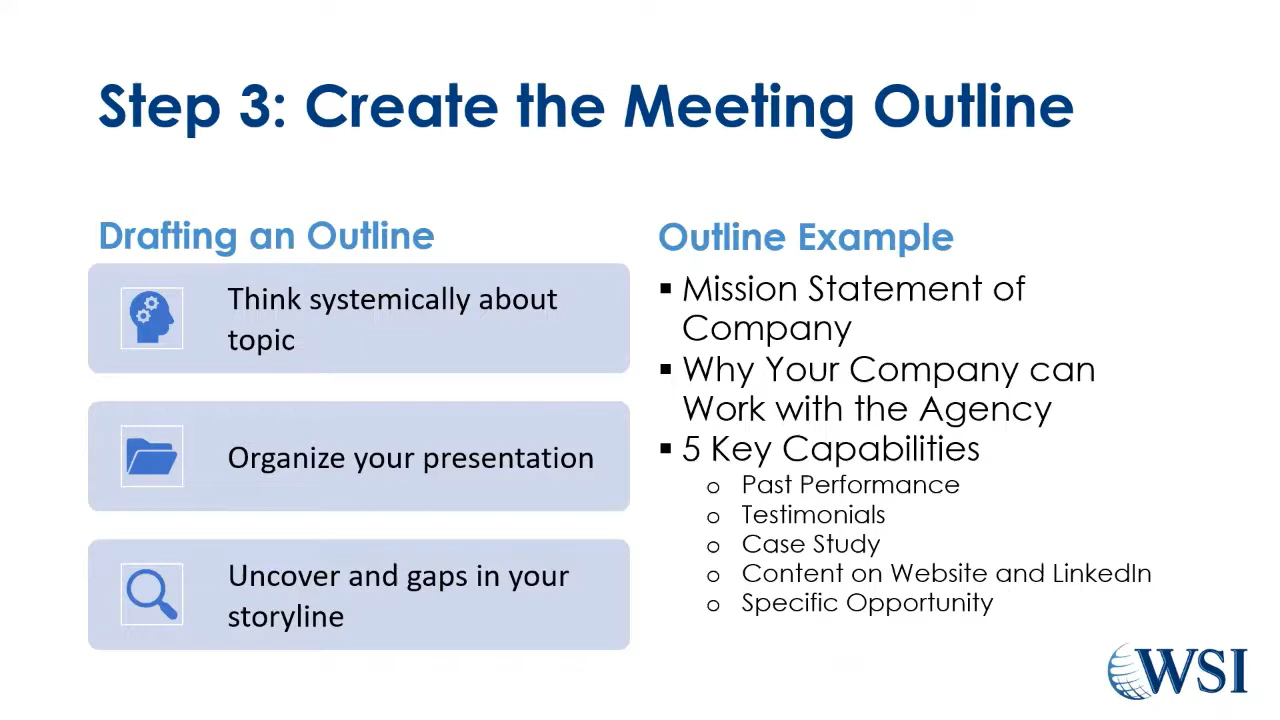 Step 3: Create the Meeting Outline
Drafting an Outline
Think systemically about
topic
Organize your presentation
Uncover and gaps in your
storyline
Outline Example
▪ Mission Statement of
Company
▪ Why Your Company can
Work with the Agency
▪ 5 Key Capabilities
o Past Performance
o Testimonials
o Case Study
o Content on Website and LinkedIn
o Specific Opportunity
WSI